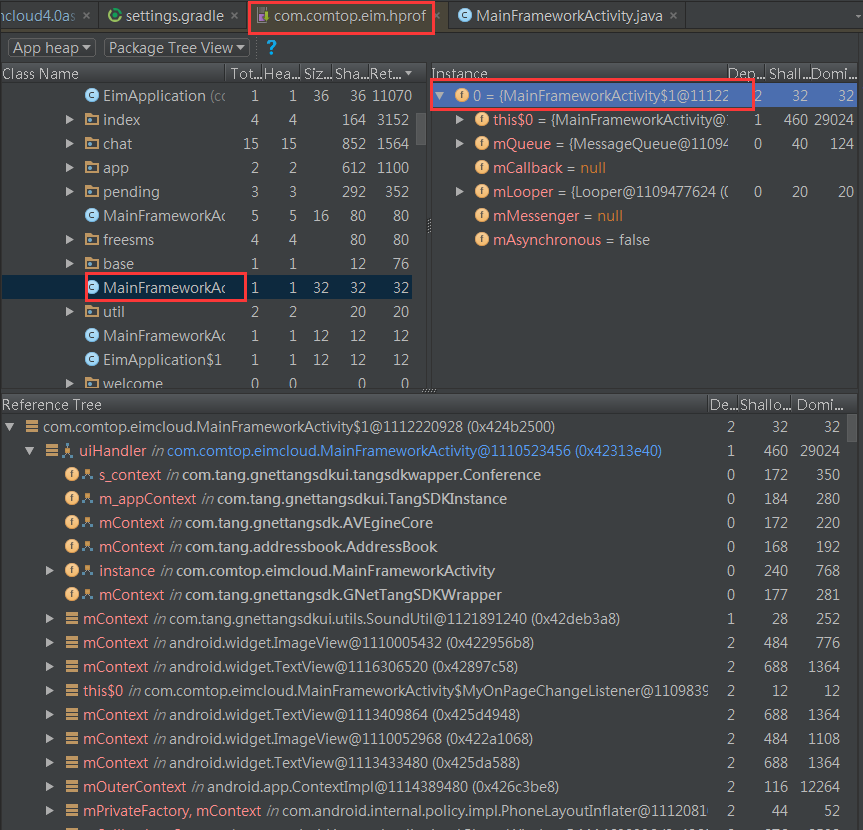 ncloud4.0as × settings.gradle × com.comtop.eim.hprof × MainFrameworkActivity.java ×
App heap Package Tree View ?
Class Name Tot... Hea... Siz... Sha... Ret... Instance Dep... Shall... Domi...
EimApplication (co 1 1 36 36 11070
index 4 4 164 3152
chat 15 15 852 1564
app 2 2 612 1100
pending 3 3 292 352
MainFrameworkAc 5 5 16 80 80
freesms 4 4 80 80
base 1 1 12 76
MainFrameworkAc 1 1 32 32 32
util 2 2 20 20
MainFrameworkAc 1 1 12 12 12
EimApplication$1 1 1 12 12 12
welcome 0 0 0 0
0 = {MainFrameworkActivity$1@11122 2 32 32
this$0 = {MainFrameworkActivity@ 1 460 29024
mQueue = {MessageQueue@11094 0 40 124
mCallback = null
mLooper = {Looper@1109477624 (0 0 20 20
mMessenger = null
mAsynchronous = false
Reference Tree De... Shallo... Domi...
com.comtop.eimcloud.MainFrameworkActivity$1@1112220928 (0x424b2500) 2 32 32
uiHandler in com.comtop.eimcloud.MainFrameworkActivity@1110523456 (0x42313e40) 1 460 29024
s_context in com.tang.gnettangsdkui.tangsdkwapper.Conference 0 172 350
m_appContext in com.tang.gnettangsdkui.TangSDKInstance 0 184 280
mContext in com.tang.gnettangsdk.AVEgineCore 0 172 220
mContext in com.tang.addressbook.AddressBook 0 168 192
instance in com.comtop.eimcloud.MainFrameworkActivity 0 240 768
mContext in com.tang.gnettangsdk.GNetTangSDKWrapper 0 177 281
mContext in com.tang.gnettangsdkui.utils.SoundUtil@1121891240 (0x42deb3a8) 1 28 252
mContext in android.widget.ImageView@1110005432 (0x422956b8) 2 484 776
mContext in android.widget.TextView@1116306520 (0x42897c58) 2 688 1364
this$0 in com.comtop.eimcloud.MainFrameworkActivity$MyOnPageChangeListener@1109839 2 12 12
mContext in android.widget.TextView@1113409864 (0x425d4948) 2 688 1364
mContext in android.widget.ImageView@1110052968 (0x422a1068) 2 484 1108
mContext in android.widget.TextView@1113433480 (0x425da588) 2 688 1364
mOuterContext in android.app.ContextImpl@1114389480 (0x426c3be8) 2 116 12264
mPrivateFactory, mContext in com.android.internal.policy.impl.PhoneLayoutInflater@11120816 2 44 52